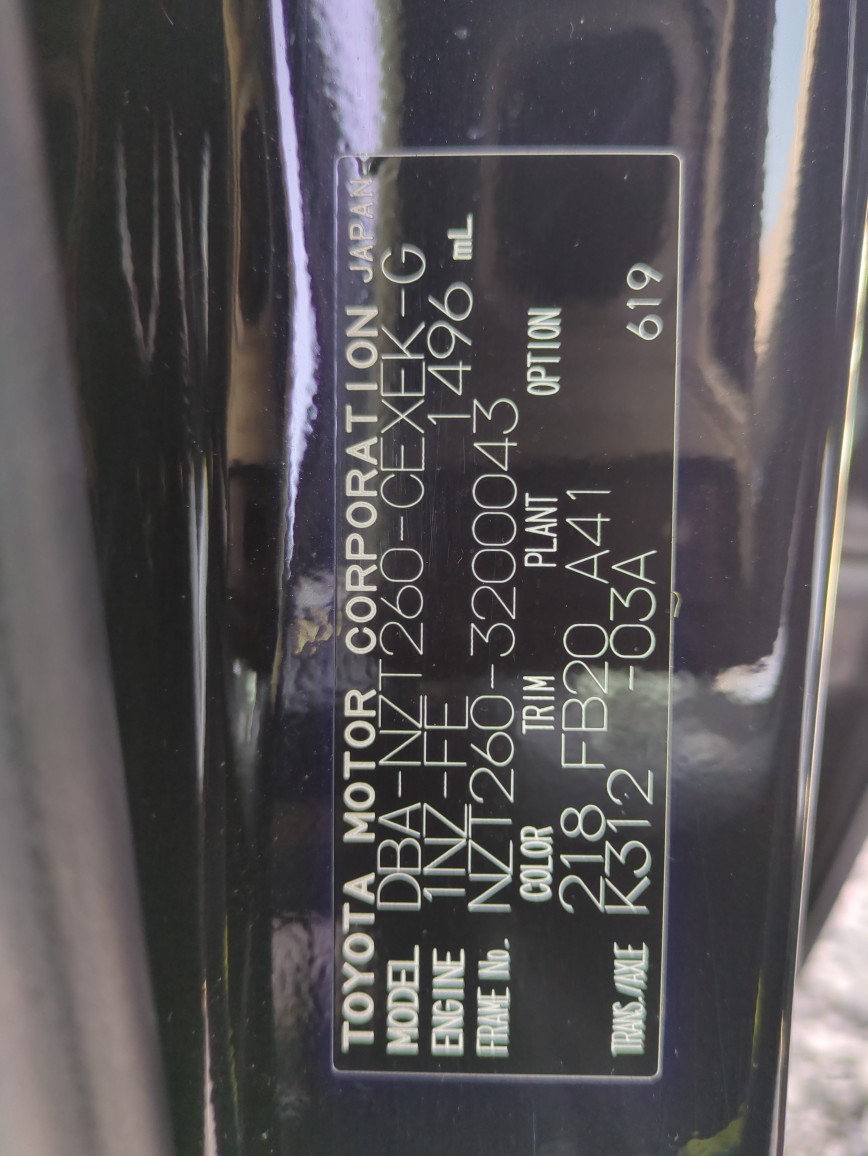 TOYOTA MOTOR CORPORATION JAPAN
MODEL DBA-NZT260-CEXEK-G
ENGINE 1NZ-FE 1496 mL
FRAME No. NZT260-3200043
COLOR TRIM PLANT OPTION
218 FB20 A41
TRANS./AXLE K312 -03A 619